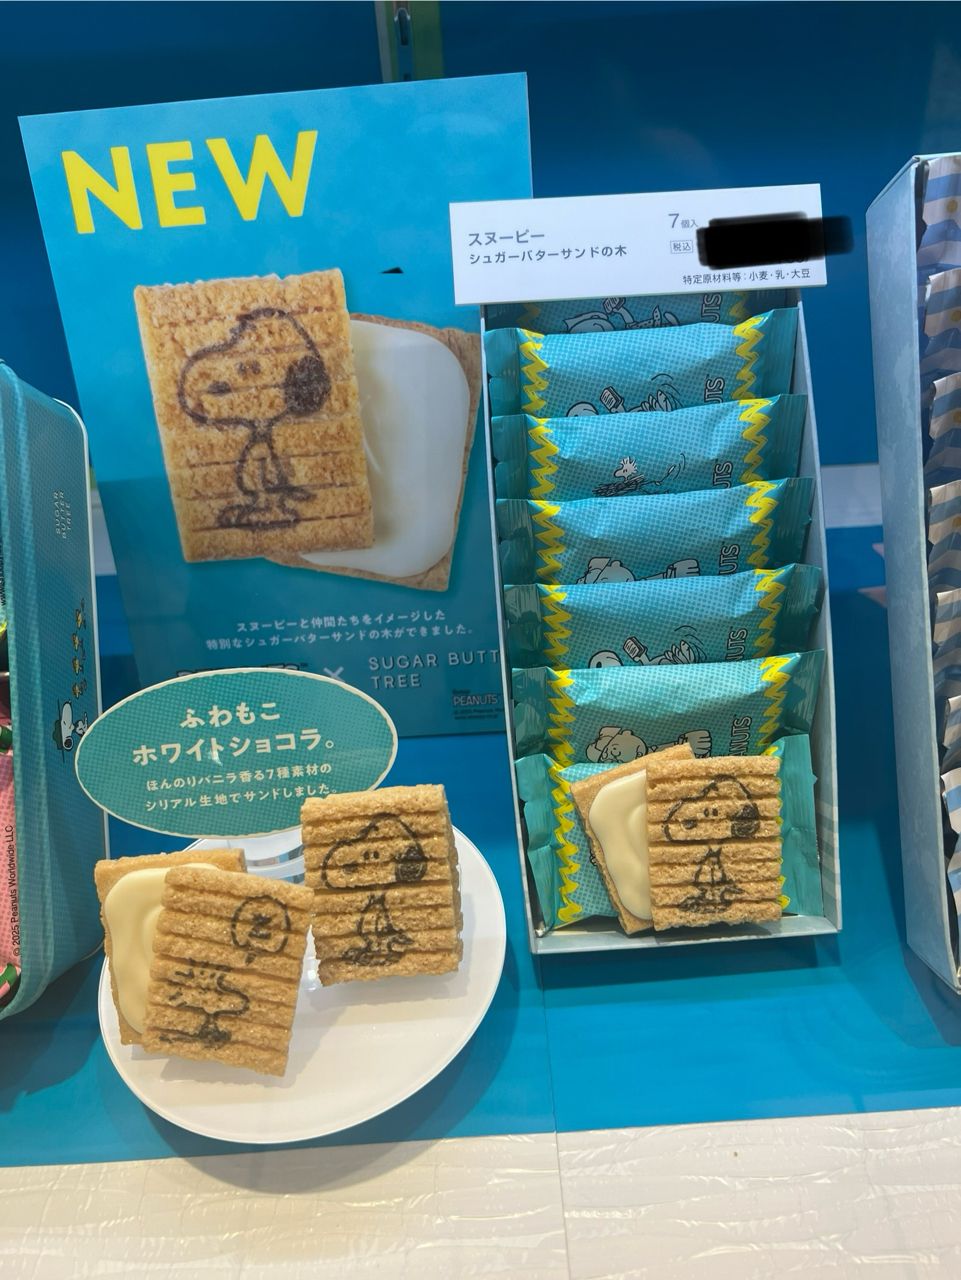 NEW
スヌーピー
シュガーバターサンドの木
7個入
税込
特定原材料等：小麦・乳・大豆
スヌーピーと仲間たちをイメージした
特別なシュガーバターサンドの木ができました。
×
SUGAR BUTT
TREE
PEANUTS
ふわもこ
ホワイトショコラ。
ほんのりバニラ香る7種素材の
シリアル生地でサンドしました。
SUGAR
BUTTER
TREE
© 2025 Peanuts Worldwide LLC